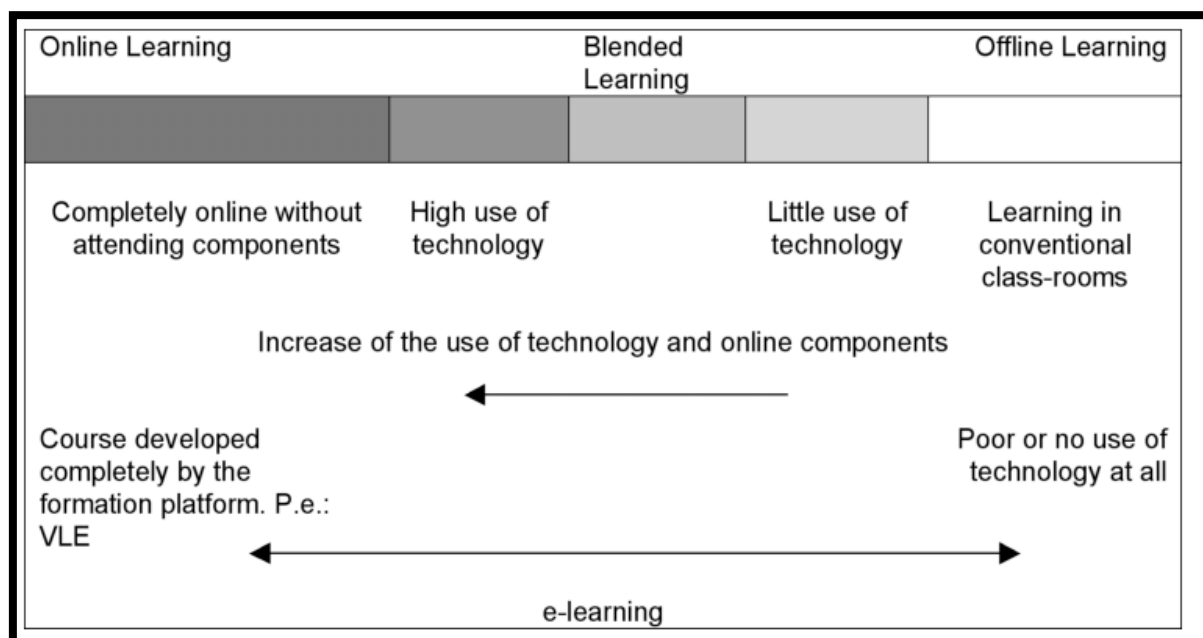 Online Learning
Blended
Learning
Offline Learning
Completely online without
attending components
High use of
technology
Little use of
technology
Learning in
conventional
class-rooms
Increase of the use of technology and online components
Course developed
completely by the
formation platform. P.e.:
VLE
Poor or no use of
technology at all
e-learning